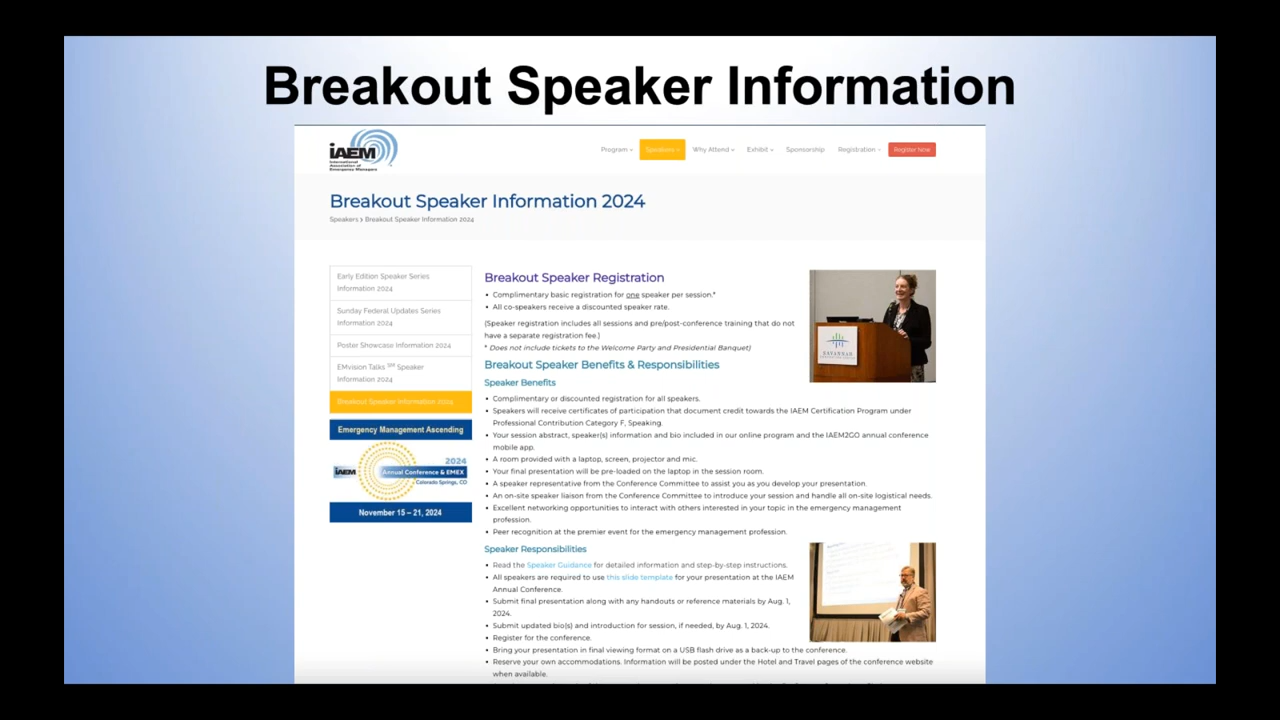 Breakout Speaker Information
iAEM
International
Association of
Emergency Managers
Program
Speakers
Why Attend
Exhibit
Sponsorship
Registration
Register Now
Breakout Speaker Information 2024
Speakers > Breakout Speaker Information 2024
Early Edition Speaker Series
Information 2024
Sunday Federal Updates Series
Information 2024
Poster Showcase Information 2024
EMvision Talks SM Speaker
Information 2024
Breakout Speaker Information 2024
Emergency Management Ascending
2024
iAEM
Annual Conference & EMEX
Colorado Springs, CO
November 15 – 21, 2024
Breakout Speaker Registration
• Complimentary basic registration for one speaker per session.*
• All co-speakers receive a discounted speaker rate.
(Speaker registration includes all sessions and pre/post-conference training that do not
have a separate registration fee.)
* Does not include tickets to the Welcome Party and Presidential Banquet)
SAVANNAH
Breakout Speaker Benefits & Responsibilities
Speaker Benefits
• Complimentary or discounted registration for all speakers.
• Speakers will receive certificates of participation that document credit towards the IAEM Certification Program under
Professional Contribution Category F, Speaking.
• Your session abstract, speaker(s) information and bio included in our online program and the IAEM2GO annual conference
mobile app.
• A room provided with a laptop, screen, projector and mic.
• Your final presentation will be pre-loaded on the laptop in the session room.
• A speaker representative from the Conference Committee to assist you as you develop your presentation.
• An on-site speaker liaison from the Conference Committee to introduce your session and handle all on-site logistical needs.
• Excellent networking opportunities to interact with others interested in your topic in the emergency management
profession.
• Peer recognition at the premier event for the emergency management profession.
Speaker Responsibilities
• Read the Speaker Guidance for detailed information and step-by-step instructions.
• All speakers are required to use this slide template for your presentation at the IAEM
Annual Conference.
• Submit final presentation along with any handouts or reference materials by Aug. 1,
2024.
• Submit updated bio(s) and introduction for session, if needed, by Aug. 1, 2024.
• Register for the conference.
• Bring your presentation in final viewing format on a USB flash drive as a back-up to the conference.
• Reserve your own accommodations. Information will be posted under the Hotel and Travel pages of the conference website
when available.